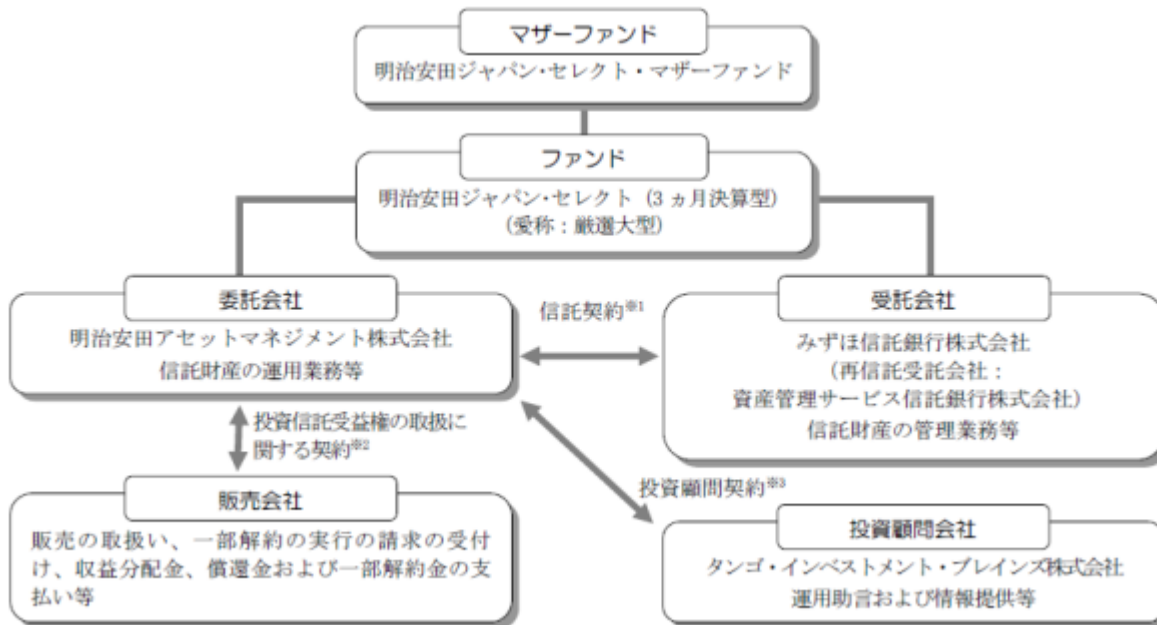 マザーファンド
明治安田ジャパン・セレクト・マザーファンド
ファンド
明治安田ジャパン・セレクト（3ヵ月決算型）
（愛称：厳選大型）
委託会社
明治安田アセットマネジメント株式会社
信託財産の運用業務等
信託契約※1
受託会社
みずほ信託銀行株式会社
（再信託受託会社：
資産管理サービス信託銀行株式会社）
信託財産の管理業務等
投資信託受益権の取扱に
関する契約※2
投資顧問契約※3
販売会社
販売の取扱い、一部解約の実行の請求の受付
け、収益分配金、償還金および一部解約金の支
払い等
投資顧問会社
タンゴ・インベストメント・ブレインズ株式会社
運用助言および情報提供等